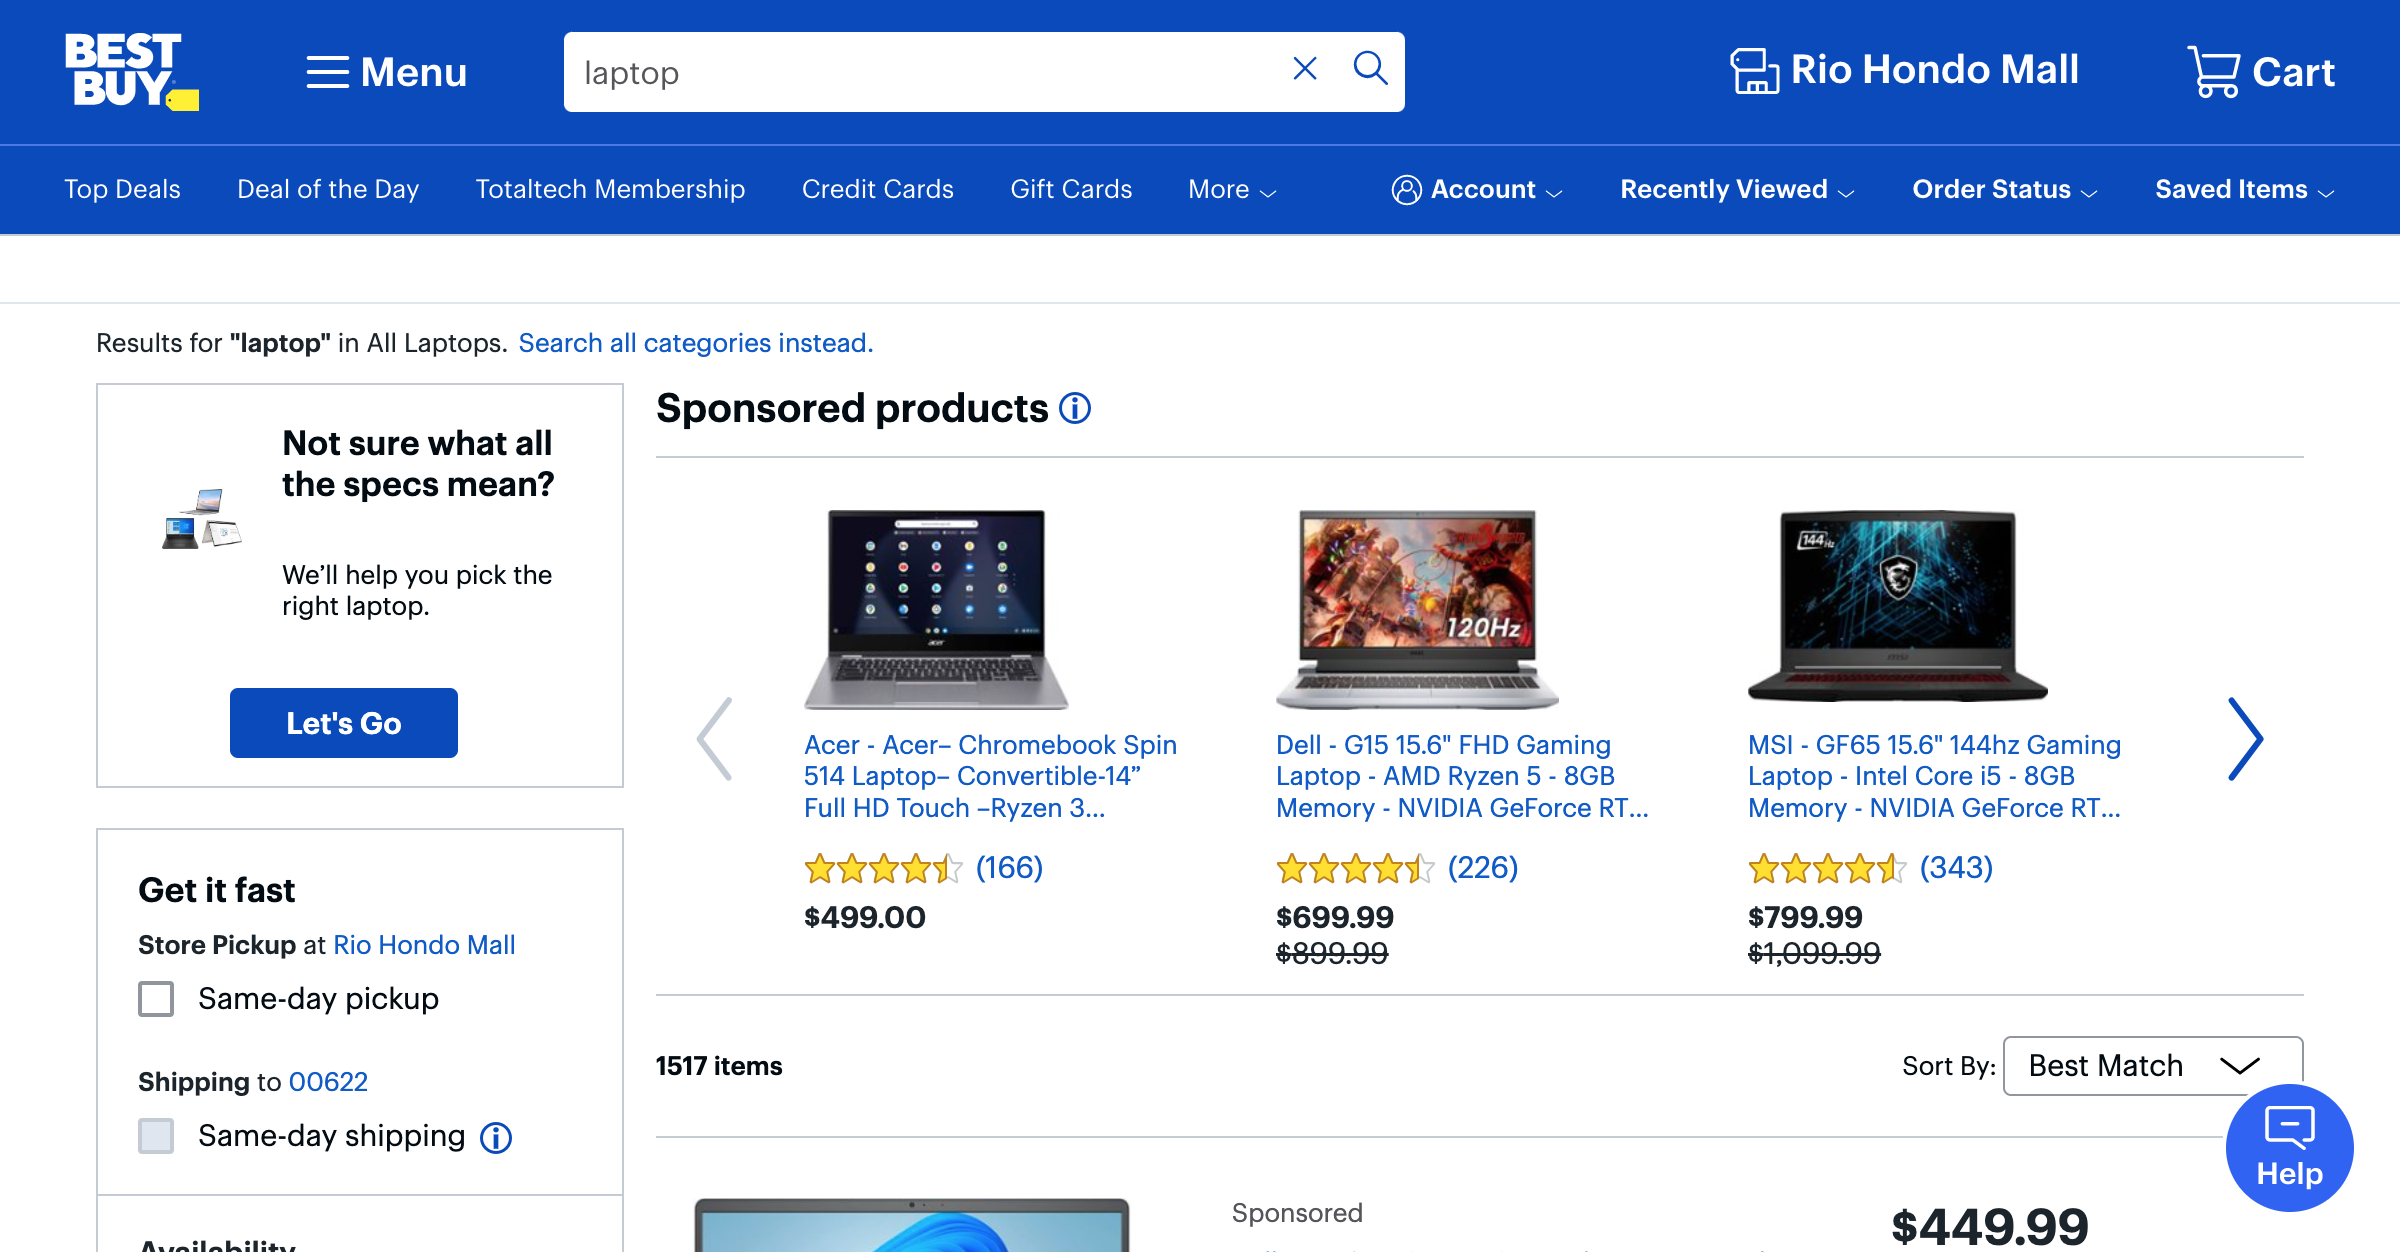 BEST
BUY
Menu
laptop
Rio Hondo Mall
Cart
Top Deals
Deal of the Day
Totaltech Membership
Credit Cards
Gift Cards
More
Account
Recently Viewed
Order Status
Saved Items
Results for "laptop" in All Laptops. Search all categories instead.
Not sure what all
the specs mean?
We’ll help you pick the
right laptop.
Let's Go
Get it fast
Store Pickup at Rio Hondo Mall
Same-day pickup
Shipping to 00622
Same-day shipping
Availability
Sponsored products
acer
Acer - Acer– Chromebook Spin
514 Laptop– Convertible-14”
Full HD Touch –Ryzen 3...
(166)
$499.00
120Hz
Dell - G15 15.6" FHD Gaming
Laptop - AMD Ryzen 5 - 8GB
Memory - NVIDIA GeForce RT...
(226)
$699.99
$899.99
144Hz
MSI - GF65 15.6" 144hz Gaming
Laptop - Intel Core i5 - 8GB
Memory - NVIDIA GeForce RT...
(343)
$799.99
$1,099.99
1517 items
Sort By: Best Match
Help
Sponsored
$449.99